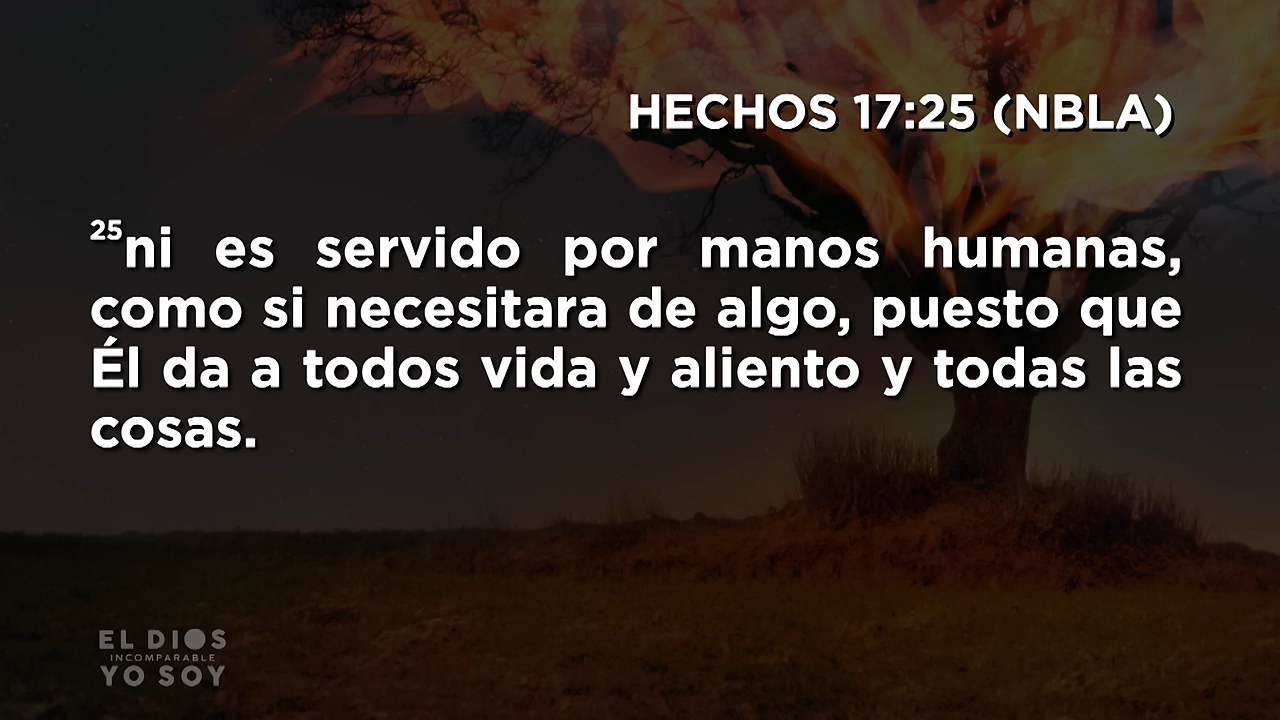 HECHOS 17:25 (NBLA)
25ni es servido por manos humanas,
como si necesitara de algo, puesto que
Él da a todos vida y aliento y todas las
cosas.
EL DIOS
INCOMPARABLE
YO SOY